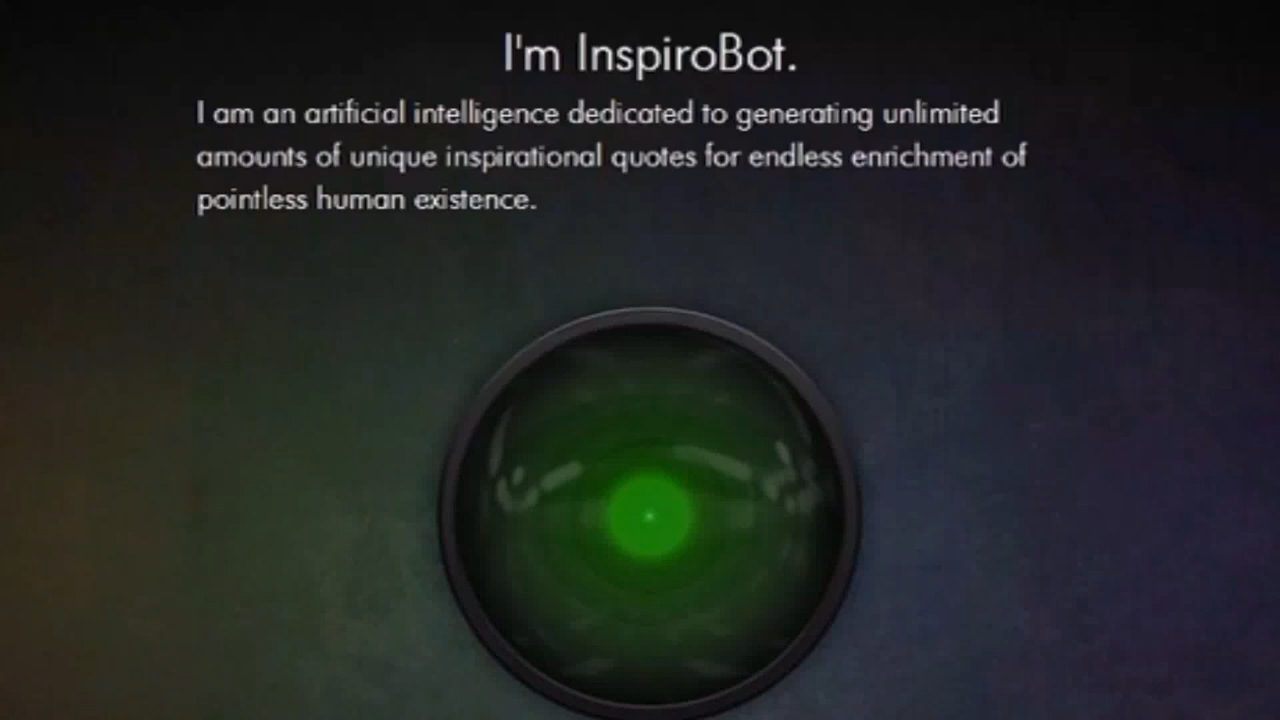 I'm InspiroBot.
I am an artificial intelligence dedicated to generating unlimited
amounts of unique inspirational quotes for endless enrichment of
pointless human existence.